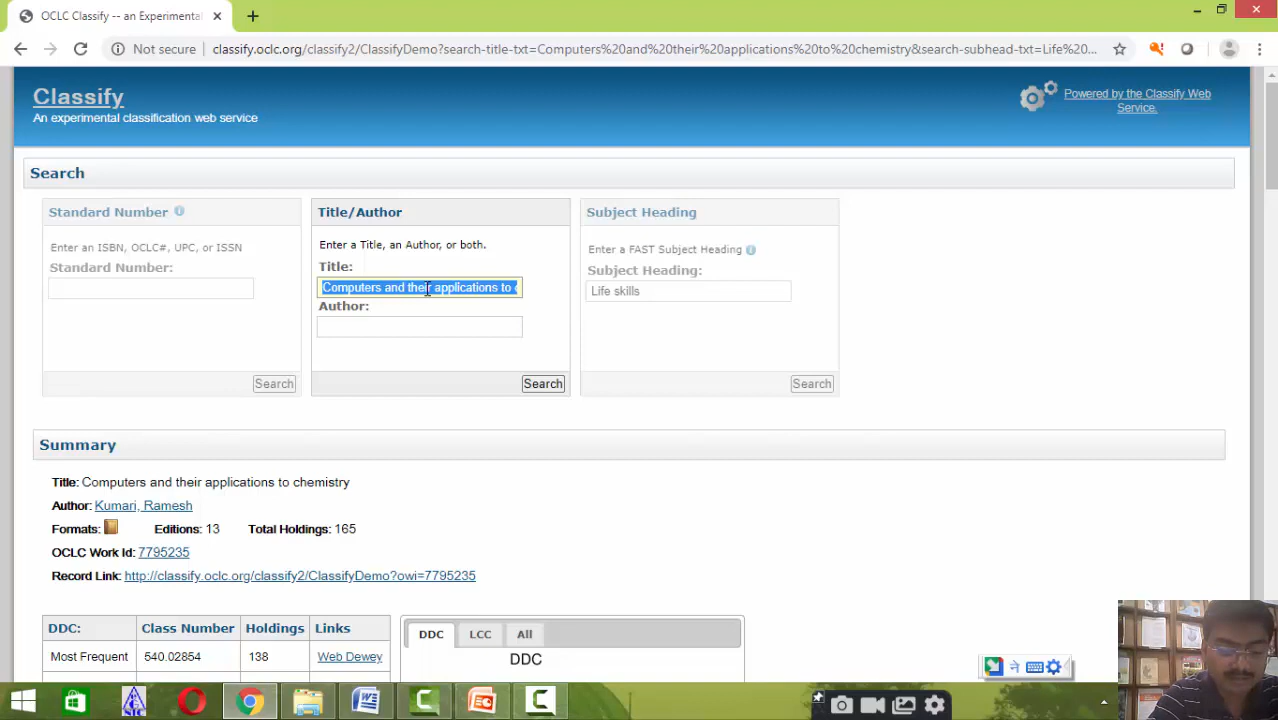 OCLC Classify -- an Experimenta
Not secure classify.oclc.org/classify2/ClassifyDemo?search-title-txt=Computers%20and%20their%20applications%20to%20chemistry&search-subhead-txt=Life%20...
Classify
An experimental classification web service
Powered by the Classify Web
Service.
Search
Standard Number
Enter an ISBN, OCLC#, UPC, or ISSN
Standard Number:
Search
Title/Author
Enter a Title, an Author, or both.
Title:
Computers and their applications to
Author:
Search
Subject Heading
Enter a FAST Subject Heading
Subject Heading:
Life skills
Search
Summary
Title: Computers and their applications to chemistry
Author: Kumari, Ramesh
Formats: Editions: 13 Total Holdings: 165
OCLC Work Id: 7795235
Record Link: http://classify.oclc.org/classify2/ClassifyDemo?owi=7795235
DDC: Class Number Holdings Links
Most Frequent 540.02854 138 Web Dewey
DDC LCC All
DDC
ने